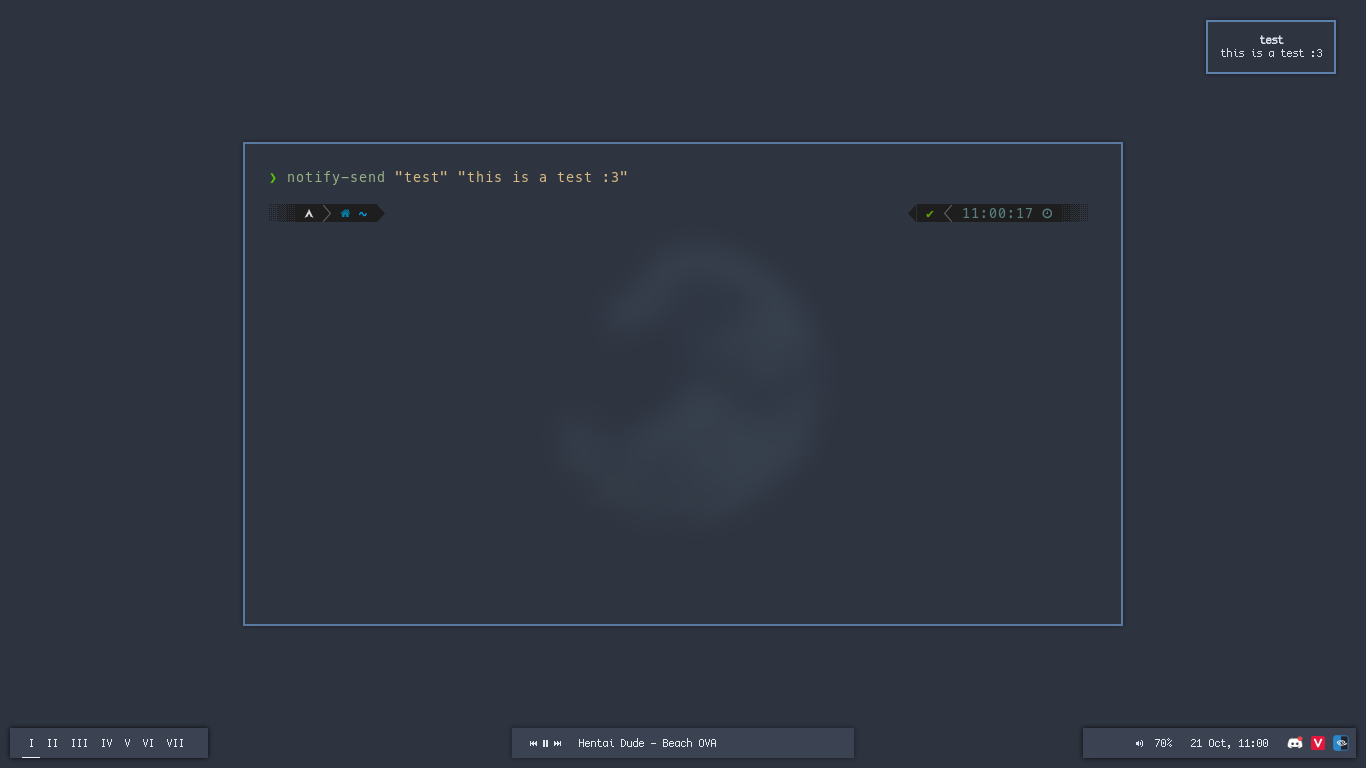 test
this is a test :3
❯ notify-send "test" "this is a test :3"
~
✔ 11:00:17
I II III IV V VI VII
Hentai Dude - Beach OVA
70% 21 Oct, 11:00
V